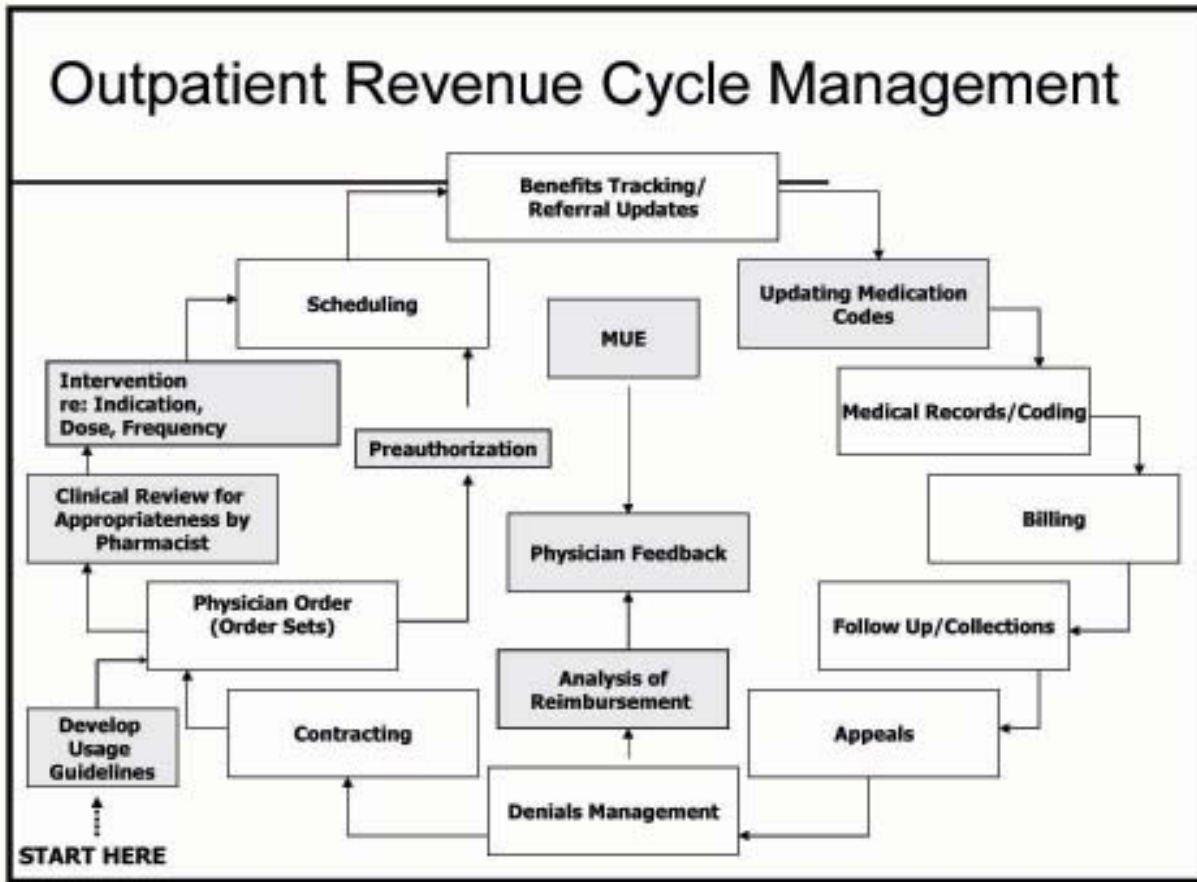 Outpatient Revenue Cycle Management
Benefits Tracking/
Referral Updates
Scheduling
Updating Medication
Codes
MUE
Intervention
re: Indication,
Dose, Frequency
Medical Records/Coding
Preauthorization
Clinical Review for
Appropriateness by
Pharmacist
Billing
Physician Feedback
Physician Order
(Order Sets)
Follow Up/Collections
Analysis of
Reimbursement
Develop
Usage
Guidelines
Contracting
Appeals
Denials Management
START HERE